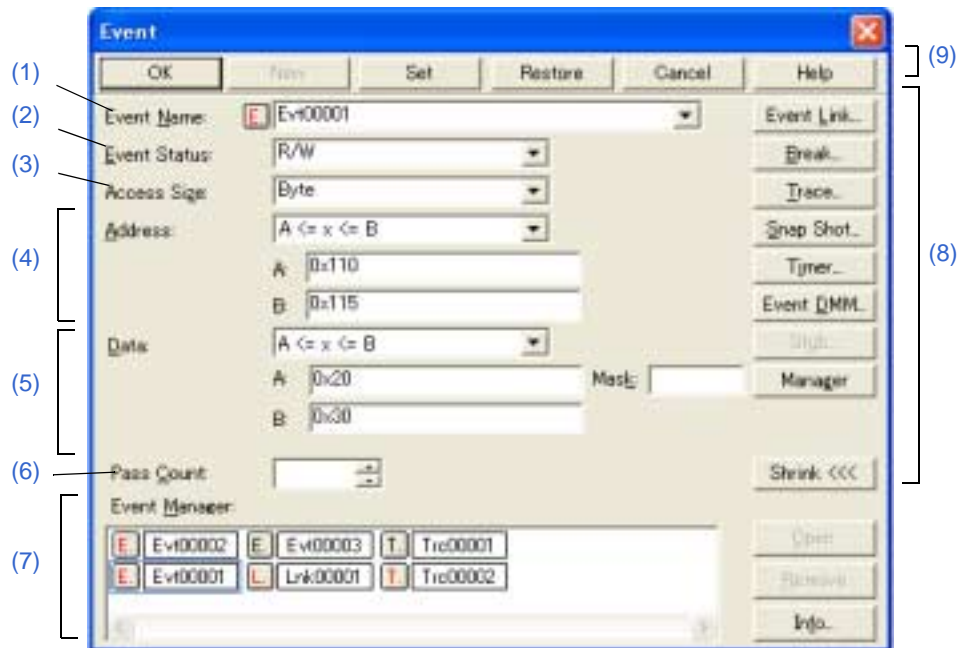 Event
(9)
OK New Set Restore Cancel Help
(1)
Event Name: E. Evt00001 Event Link...
(2)
Event Status: R/W Break...
(3)
Access Size: Byte Trace...
(4)
Address: A <= x <= B Snap Shot...
A: 0x110 Timer...
B: 0x115 Event DMM...
(8)
(5)
Data: A <= x <= B
A: 0x20 Mask: Manager
B: 0x30
(6)
Pass Count: Shrink <<<
(7)
Event Manager:
E. Evt00002 E. Evt00003 T. Trc00001 Open
E. Evt00001 L. Lnk00001 T. Trc00002 Remove
Info...